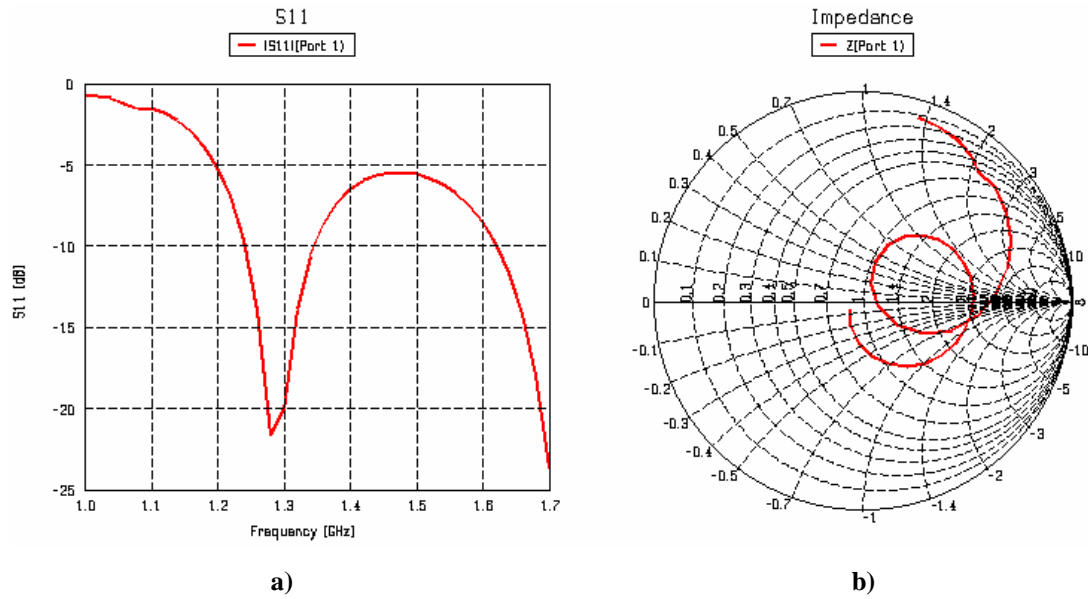 S11
|S11|(Port 1)
0
-5
-10
-15
-20
-25
S11 [dB]
1.0 1.1 1.2 1.3 1.4 1.5 1.6 1.7
Frequency [GHz]
a)
Impedance
Z(Port 1)
1
0.7 1.4
0.5 2
0.4
0.3 3
0.2 5
0.1 10
0 0.1 0.2 0.3 0.4 0.5 0.7 1 2
-0.1 -10
-0.2 -5
-0.3 -3
-0.4
-0.5 -2
-0.7 -1.4
-1
b)